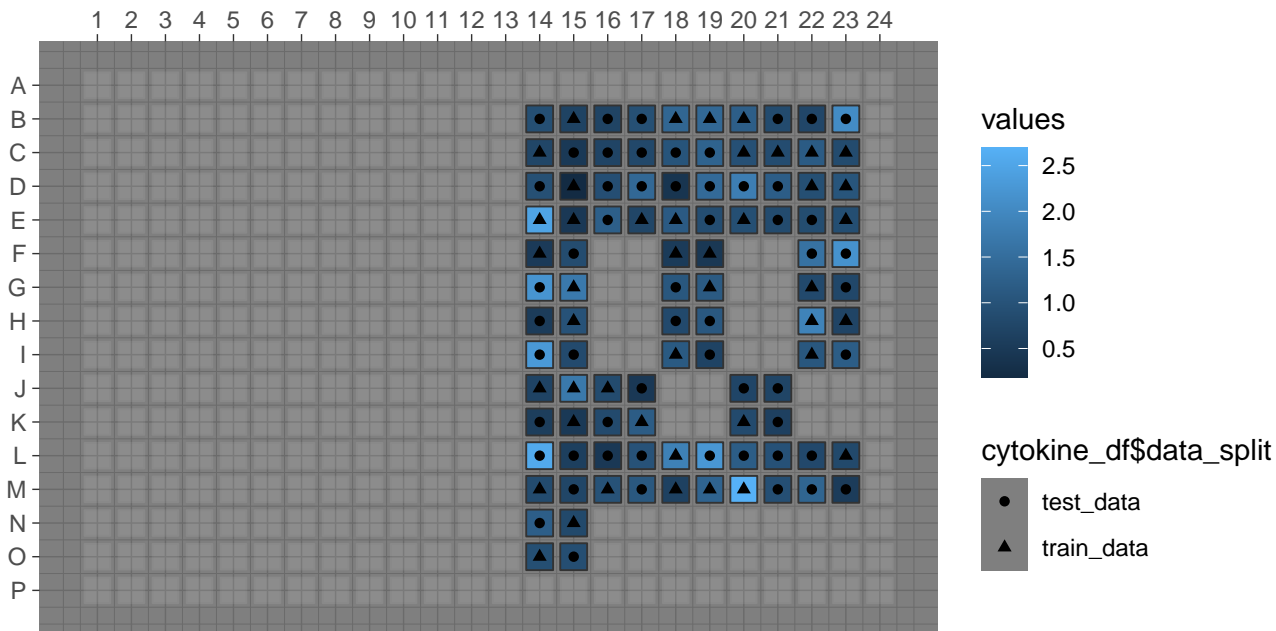 1 2 3 4 5 6 7 8 9 10 11 12 13 14 15 16 17 18 19 20 21 22 23 24
A
B
C
D
E
F
G
H
I
J
K
L
M
N
O
P
values
2.5
2.0
1.5
1.0
0.5
cytokine_df$data_split
test_data
train_data